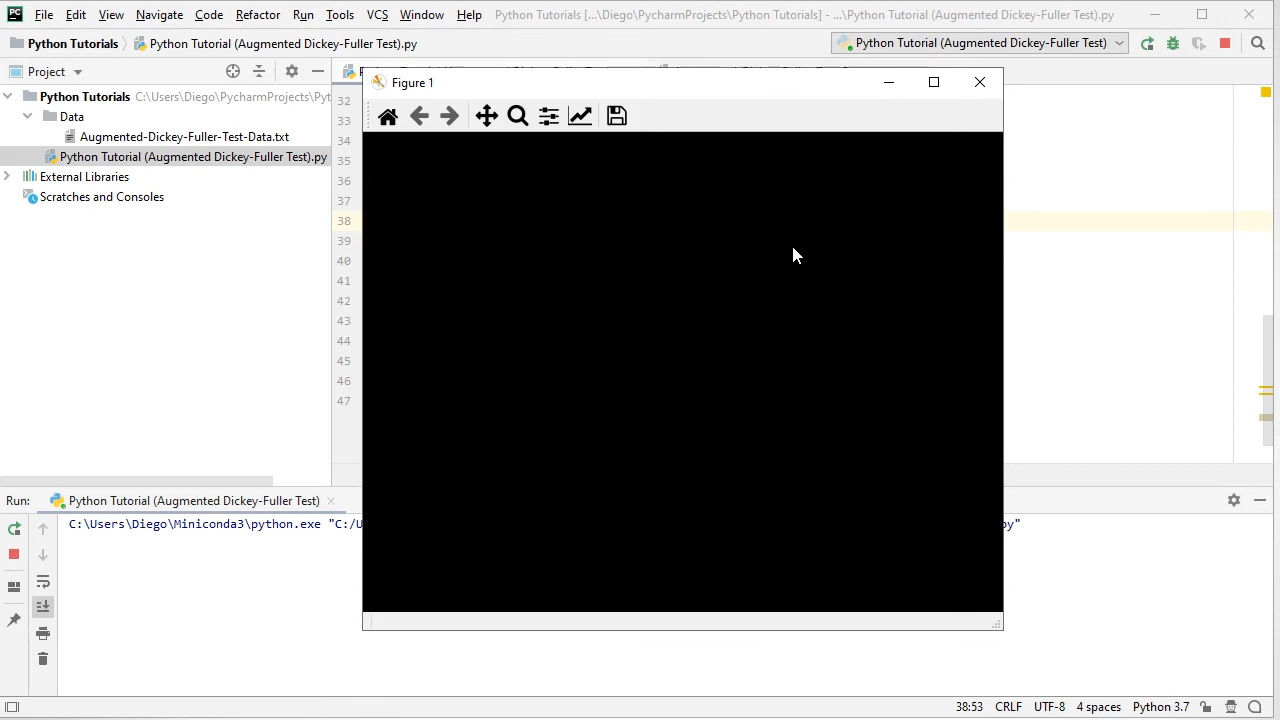 PC File Edit View Navigate Code Refactor Run Tools VCS Window Help Python Tutorials [...\Diego\PycharmProjects\Python Tutorials] - ...\Python Tutorial (Augmented Dickey-Fuller Test).py
Python Tutorials Python Tutorial (Augmented Dickey-Fuller Test).py Python Tutorial (Augmented Dickey-Fuller Test)
Project
Figure 1
Python Tutorials C:\Users\Diego\PycharmProjects\Pyt
Data
Augmented-Dickey-Fuller-Test-Data.txt
Python Tutorial (Augmented Dickey-Fuller Test).py
External Libraries
Scratches and Consoles
32
33
34
35
36
37
38
39
40
41
42
43
44
45
46
47
Run: Python Tutorial (Augmented Dickey-Fuller Test)
C:\Users\Diego\Miniconda3\python.exe "C:/U py"
38:53 CRLF UTF-8 4 spaces Python 3.7